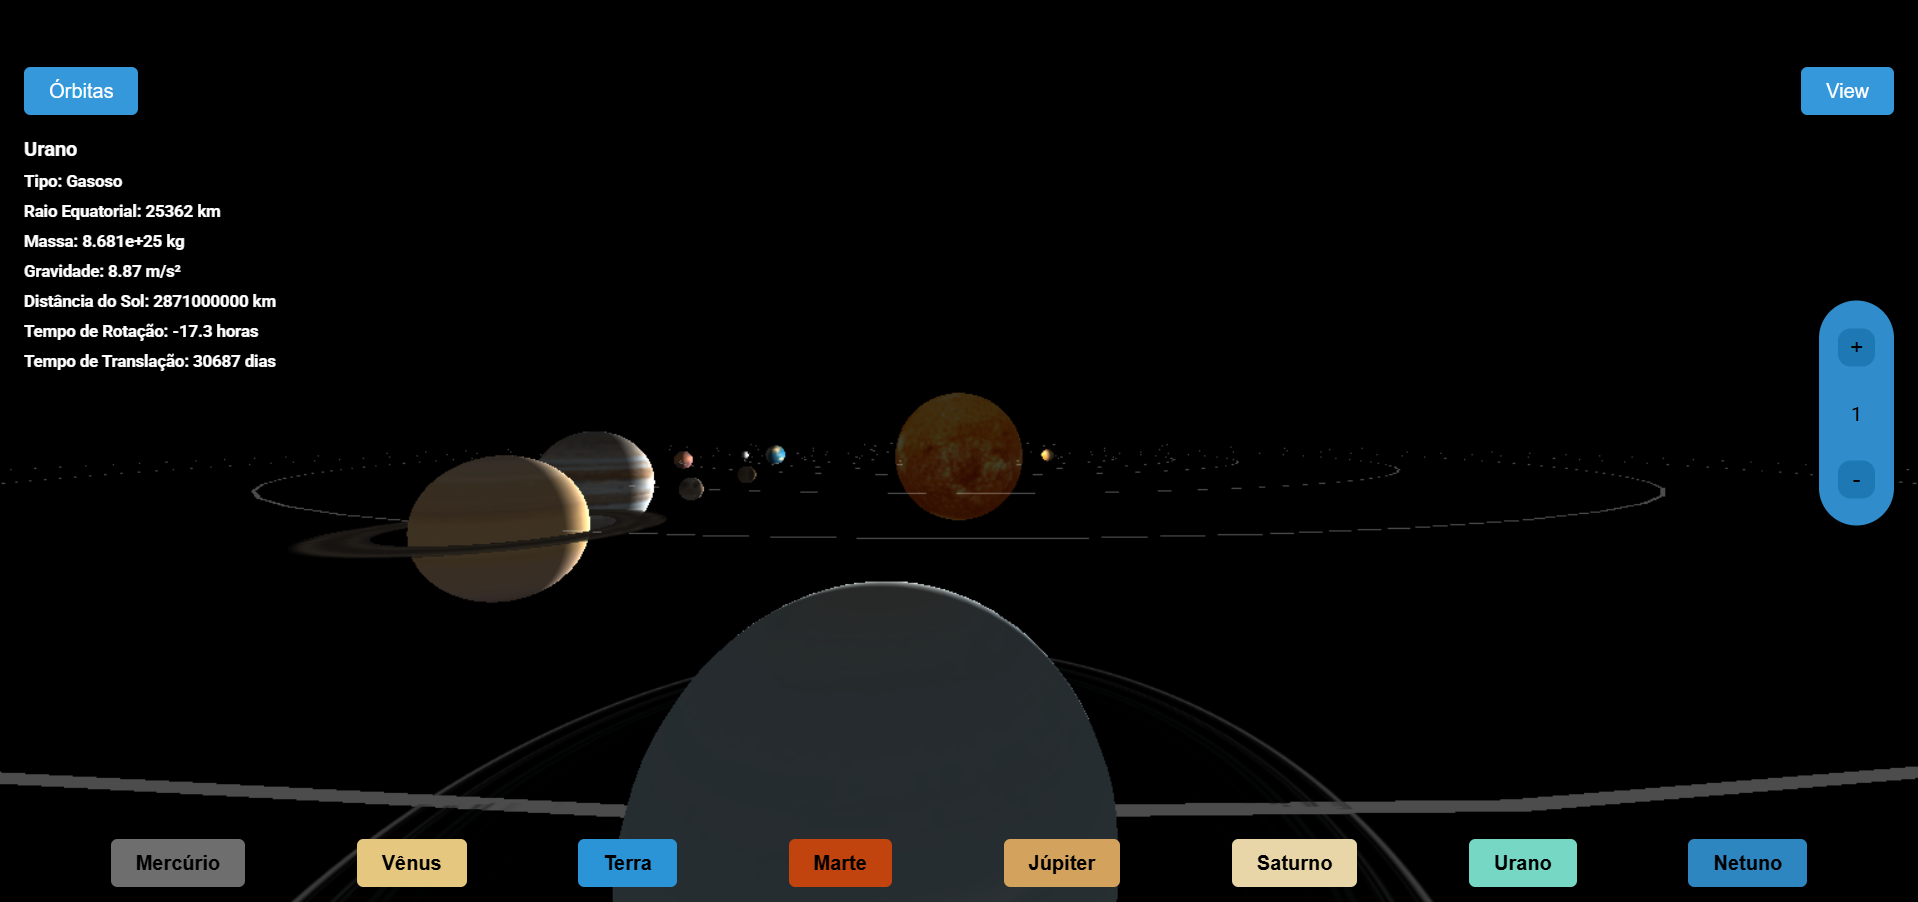 Órbitas
View
Urano
Tipo: Gasoso
Raio Equatorial: 25362 km
Massa: 8.681e+25 kg
Gravidade: 8.87 m/s²
Distância do Sol: 2871000000 km
Tempo de Rotação: -17.3 horas
Tempo de Translação: 30687 dias
+
1
-
Mercúrio
Vênus
Terra
Marte
Júpiter
Saturno
Urano
Netuno